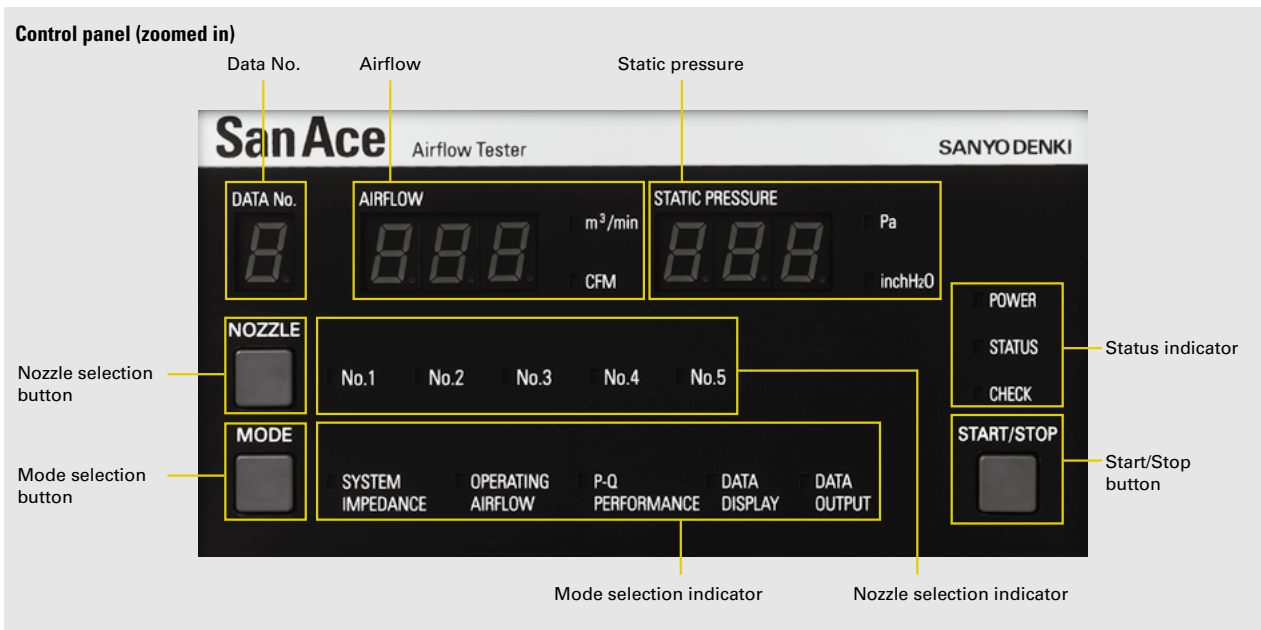 Control panel (zoomed in)
Data No.
Airflow
Static pressure
San Ace Airflow Tester
SANYO DENKI
DATA No.
AIRFLOW
STATIC PRESSURE
m³/min
Pa
CFM
inchH₂O
POWER
STATUS
CHECK
Status indicator
NOZZLE
Nozzle selection
button
No.1 No.2 No.3 No.4 No.5
MODE
Mode selection
button
SYSTEM
IMPEDANCE
OPERATING
AIRFLOW
P-Q
PERFORMANCE
DATA
DISPLAY
DATA
OUTPUT
START/STOP
Start/Stop
button
Mode selection indicator
Nozzle selection indicator